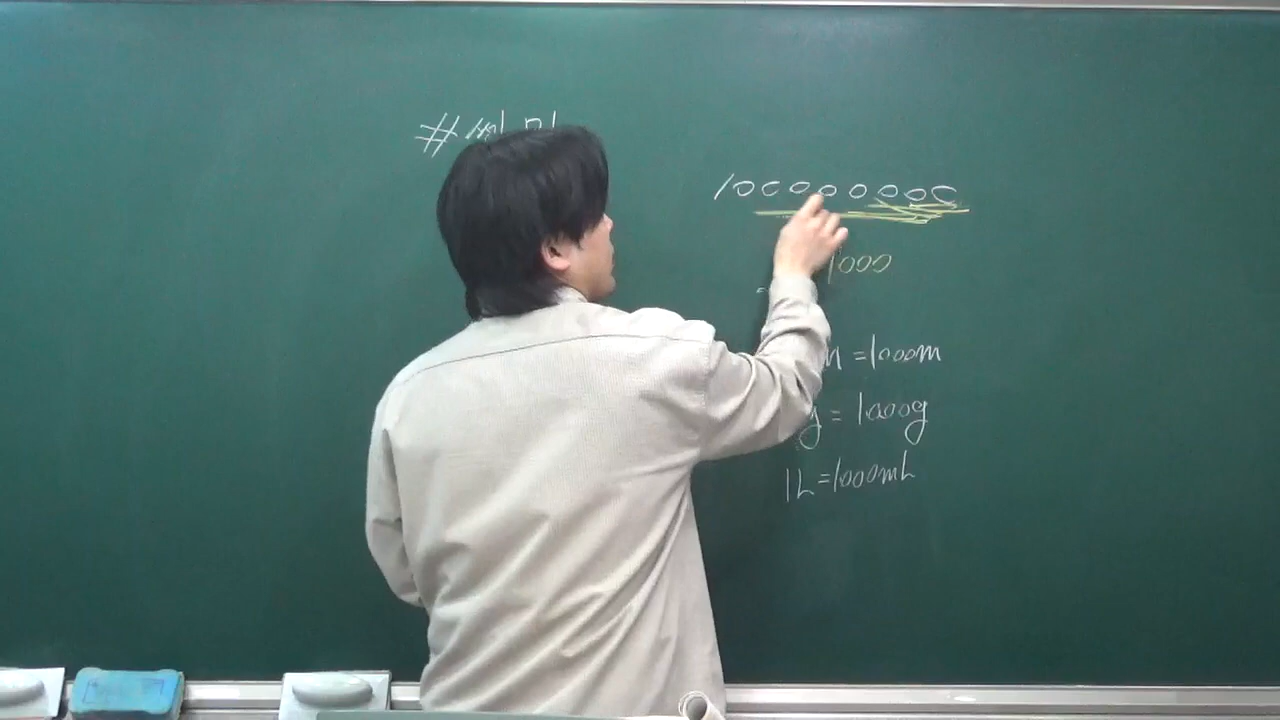 #
100000000
1000
= 1000m
g = 1000g
1L = 1000mL